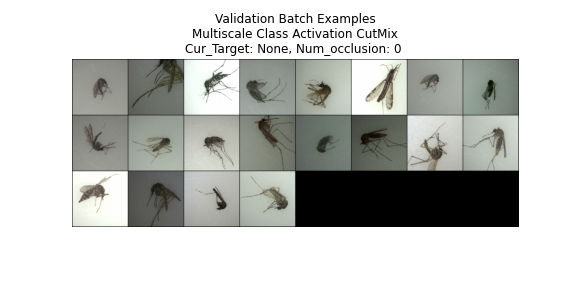 Validation Batch Examples
Multiscale Class Activation CutMix
Cur_Target: None, Num_occlusion: 0